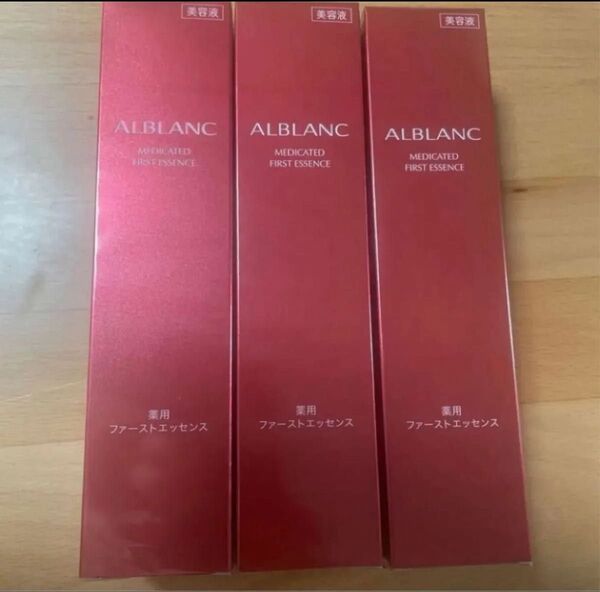 美容液
ALBLANC
MEDICATED
FIRST ESSENCE
薬用
ファーストエッセンス
美容液
ALBLANC
MEDICATED
FIRST ESSENCE
薬用
ファーストエッセンス
美容液
ALBLANC
MEDICATED
FIRST ESSENCE
薬用
ファーストエッセンス